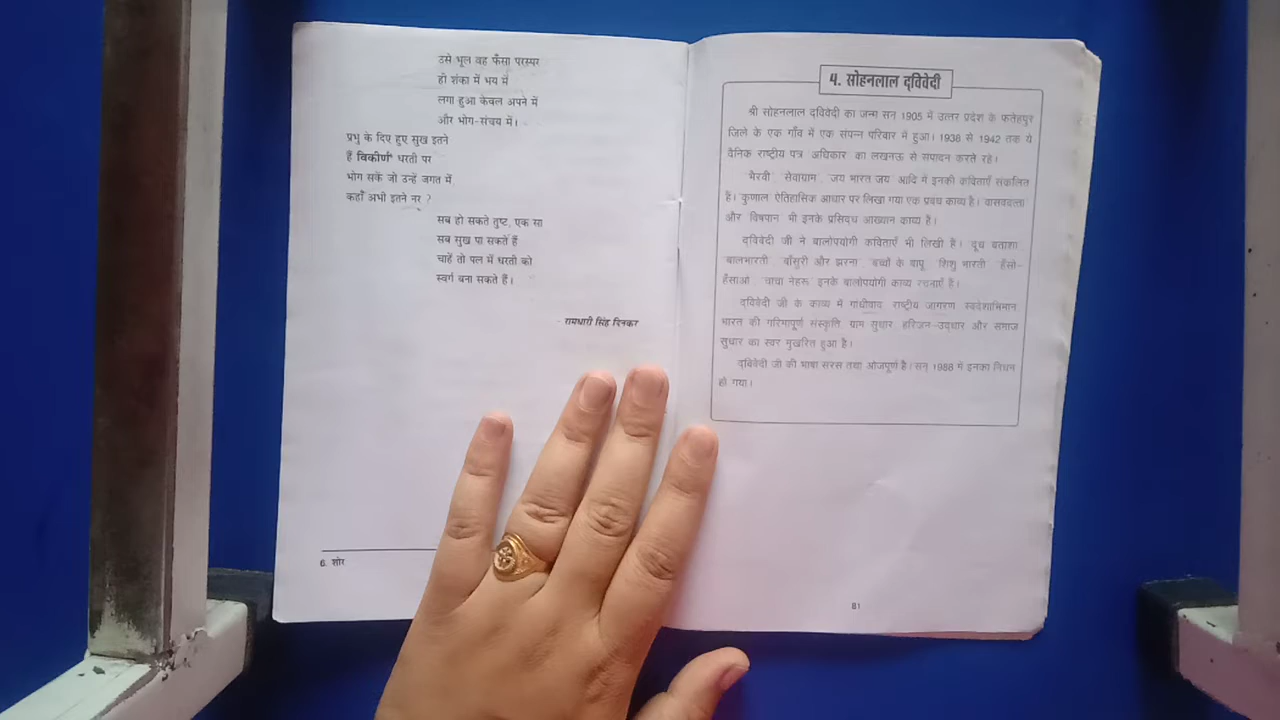 उसे भूल वह फँसा परस्पर
ही शंका में भय में
लगा हुआ केवल अपने में
और भोग-संचय में।
प्रभु के दिए हुए सुख इतने
हैं विकीर्ण⁶ धरती पर
भोग सकें जो उन्हें जगत में
कहाँ अभी इतने नर ?
सब हो सकते तुष्ट, एक सा
सब सुख पा सकते हैं
चाहें तो पल में धरती को
स्वर्ग बना सकते हैं।
- रामधारी सिंह दिनकर
6. शोर
4. सोहनलाल द्विवेदी
श्री सोहनलाल द्विवेदी का जन्म सन 1905 में उत्तर प्रदेश के फतेहपुर
जिले के एक गाँव में एक संपन्न परिवार में हुआ। 1938 से 1942 तक ये
दैनिक राष्ट्रीय पत्र अधिकार का लखनऊ से संपादन करते रहे।
भैरवी सेवाग्राम जय भारत जय आदि में इनकी कविताएँ संकलित
हैं। कुणाल ऐतिहासिक आधार पर लिखा गया एक प्रबंध काव्य है। वासवदत्ता
और विषपान भी इनके प्रसिद्ध आख्यान काव्य हैं।
द्विवेदी जी ने बालोपयोगी कविताएँ भी लिखी हैं। दूध बताशा
बालभारती बाँसुरी और झरना बच्चों के बापू शिशु भारती हँसो-
हँसाओ चाचा नेहरू इनके बालोपयोगी काव्य रचनाएँ हैं।
द्विवेदी जी के काव्य में गांधीवाद राष्ट्रीय जागरण स्वदेशाभिमान
भारत की गरिमापूर्ण संस्कृति ग्राम सुधार हरिजन-उद्धार और समाज
सुधार का स्वर मुखरित हुआ है।
द्विवेदी जी की भाषा सरस तथा ओजपूर्ण है। सन् 1988 में इनका निधन
हो गया।
81